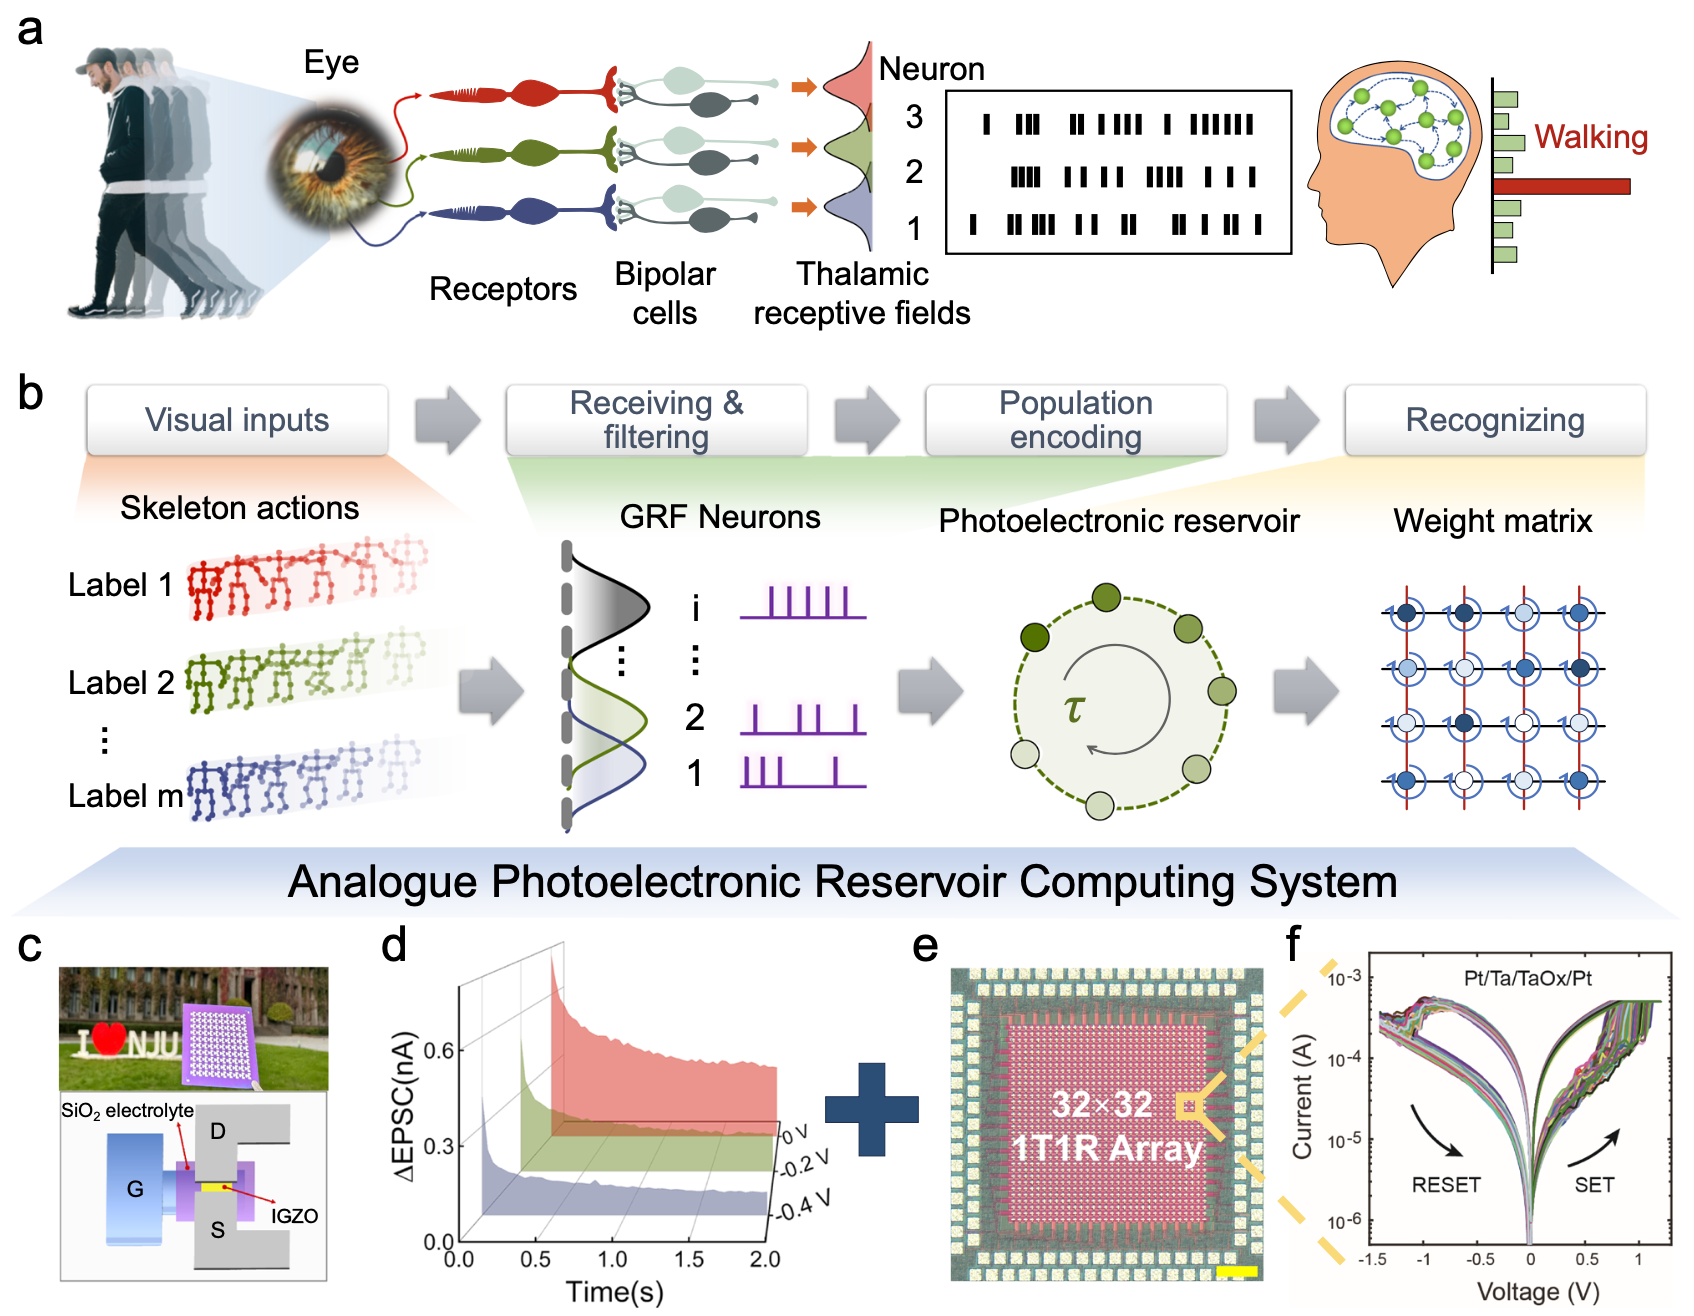 a
Eye
Neuron
3
2
1
Walking
Receptors
Bipolar
cells
Thalamic
receptive fields
b
Visual inputs
Receiving &
filtering
Population
encoding
Recognizing
Skeleton actions
GRF Neurons
Photoelectronic reservoir
Weight matrix
Label 1
Label 2
⋮
Label m
i
⋮
⋮
2
1
τ
Analogue Photoelectronic Reservoir Computing System
c
I NJU
SiO₂ electrolyte
D
G
S
IGZO
d
ΔEPSC(nA)
0.6
0.3
0.0
0.0
0.5
1.0
1.5
2.0
Time(s)
0 V
-0.2 V
-0.4 V
e
32×32
1T1R Array
f
Pt/Ta/TaOx/Pt
Current (A)
10⁻³
10⁻⁴
10⁻⁵
10⁻⁶
RESET
SET
-1.5
-1
-0.5
0
0.5
1
Voltage (V)